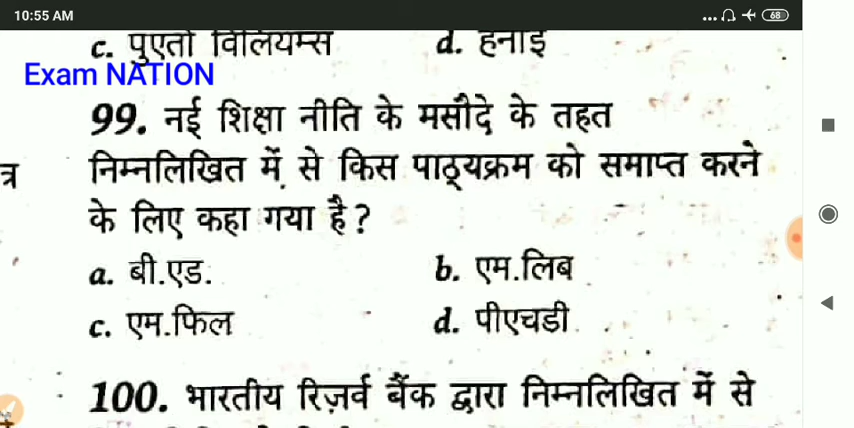 10:55 AM
68
c. पुएर्तो विलियम्स d. हनोई
Exam NATION
99. नई शिक्षा नीति के मसौदे के तहत
त्र निम्नलिखित में से किस पाठ्यक्रम को समाप्त करने
के लिए कहा गया है?
a. बी.एड. b. एम.लिब
c. एम.फिल d. पीएचडी
100. भारतीय रिज़र्व बैंक द्वारा निम्नलिखित में से